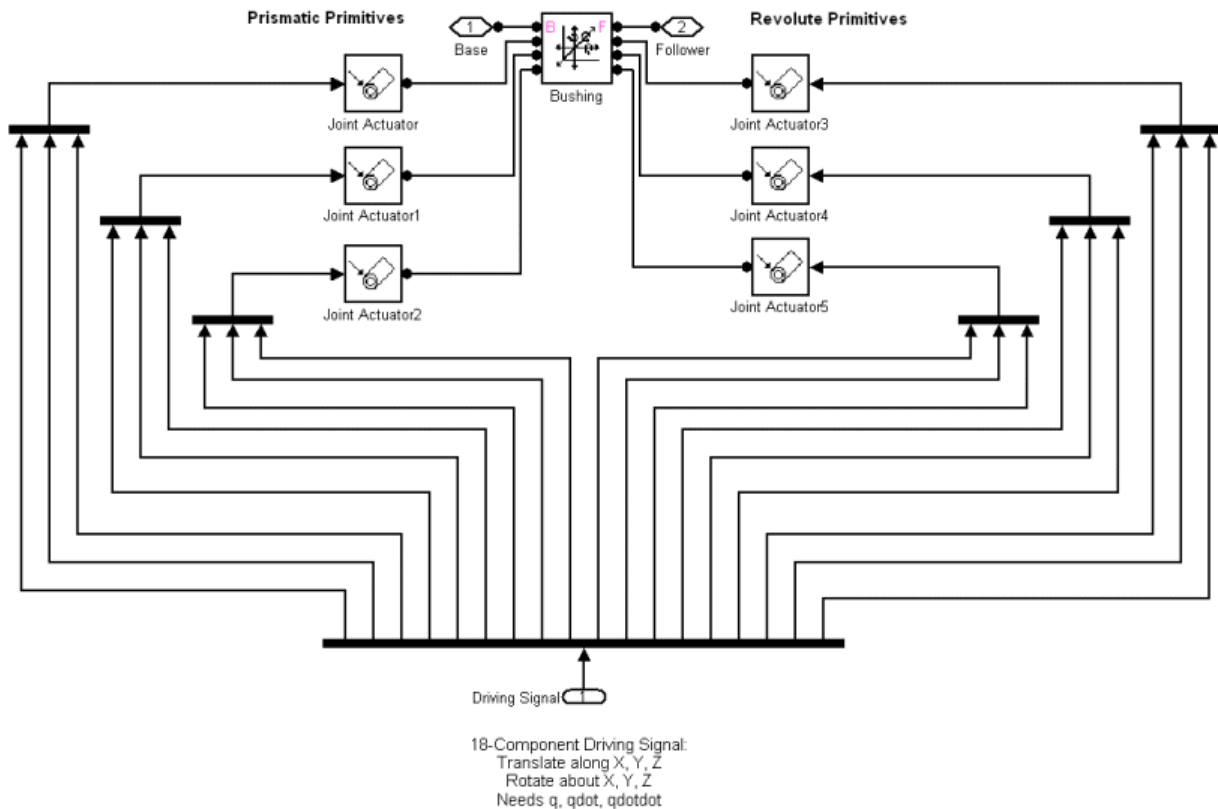 Prismatic Primitives
Revolute Primitives
1
B
F
2
Base
Follower
Bushing
Joint Actuator
Joint Actuator3
Joint Actuator1
Joint Actuator4
Joint Actuator2
Joint Actuator5
Driving Signal
1
18-Component Driving Signal:
Translate along X, Y, Z
Rotate about X, Y, Z
Needs q, qdot, qdotdot